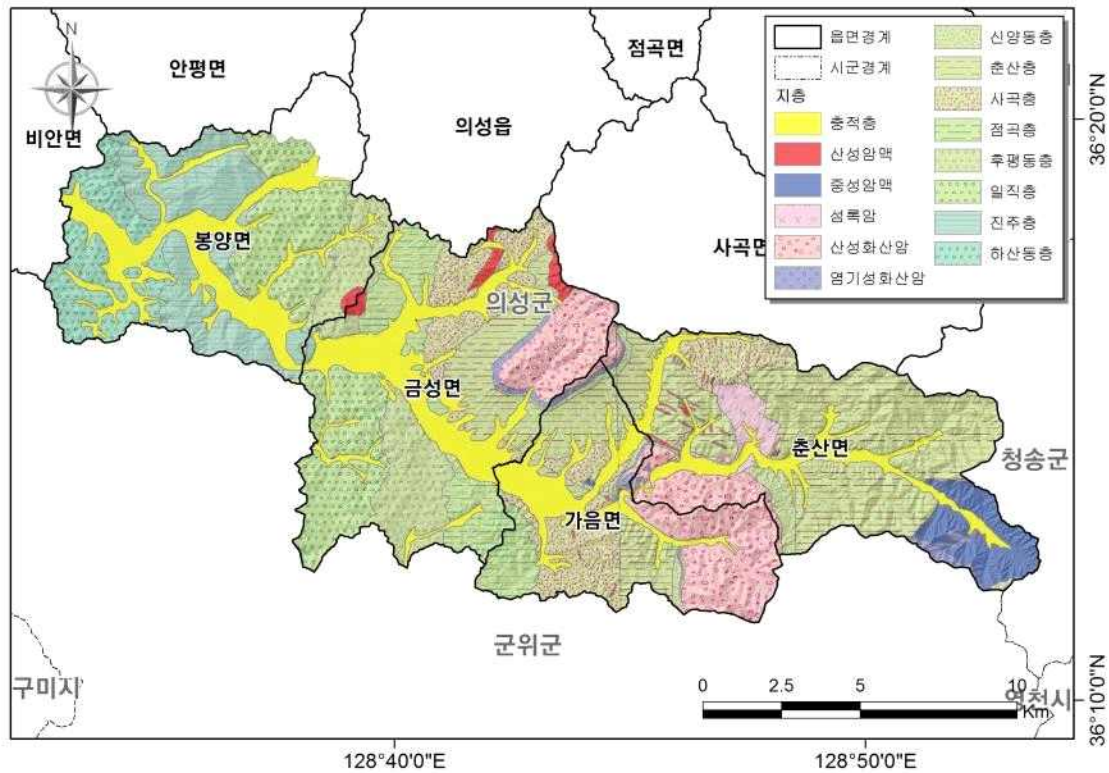 N
안평면
점곡면
비안면
의성읍
사곡면
봉양면
의성군
금성면
춘산면
청송군
가음면
군위군
구미시
영천시
읍면경계
시군경계
지층
충적층
산성암맥
중성암맥
섬록암
산성화산암
염기성화산암
신양동층
춘산층
사곡층
점곡층
후평동층
일직층
진주층
하산동층
0 2.5 5 10
Km
36°20'0"N
36°10'0"N
128°40'0"E
128°50'0"E